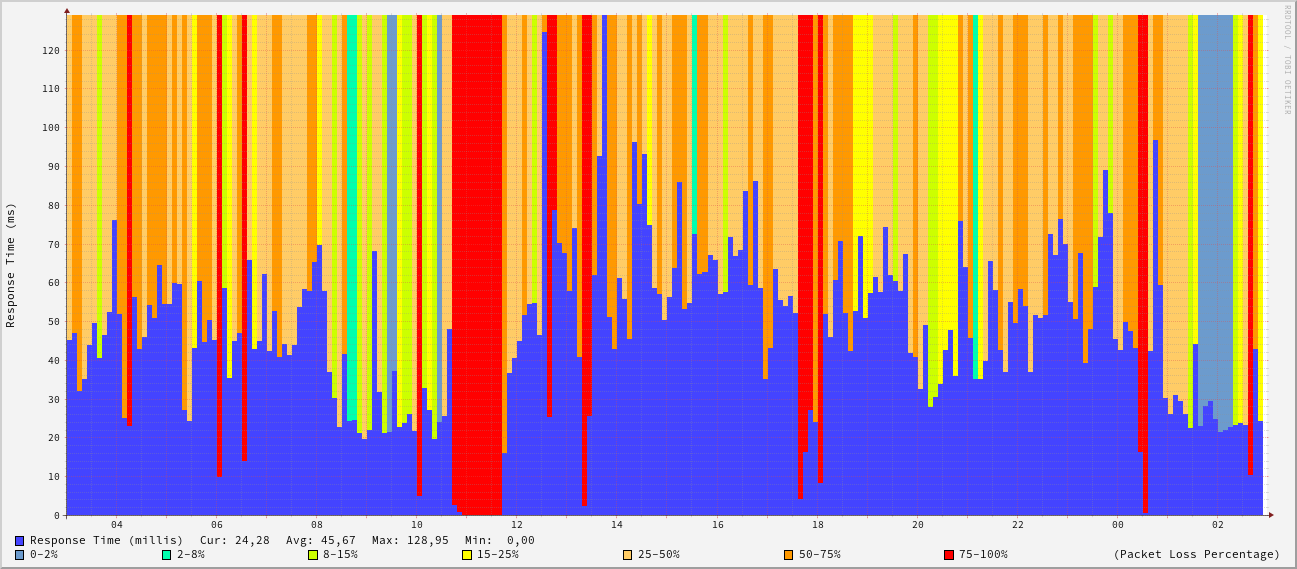 RRDTOOL / TOBI OETIKER
Response Time (ms)
120
110
100
90
80
70
60
50
40
30
20
10
0
04 06 08 10 12 14 16 18 20 22 00 02
Response Time (millis) Cur: 24,28 Avg: 45,67 Max: 128,95 Min: 0,00
0-2% 2-8% 8-15% 15-25% 25-50% 50-75% 75-100% (Packet Loss Percentage)